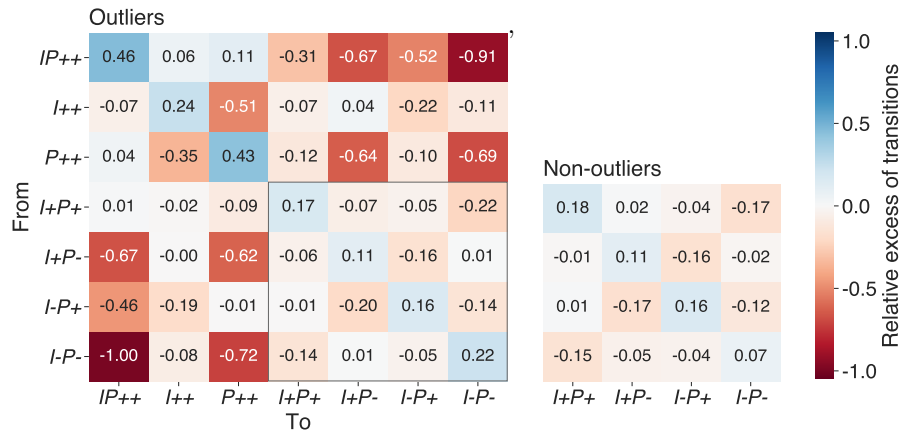 Outliers
,
IP++ 0.46 0.06 0.11 -0.31 -0.67 -0.52 -0.91
I++ -0.07 0.24 -0.51 -0.07 0.04 -0.22 -0.11
P++ 0.04 -0.35 0.43 -0.12 -0.64 -0.10 -0.69
I+P+ 0.01 -0.02 -0.09 0.17 -0.07 -0.05 -0.22
I+P- -0.67 -0.00 -0.62 -0.06 0.11 -0.16 0.01
I-P+ -0.46 -0.19 -0.01 -0.01 -0.20 0.16 -0.14
I-P- -1.00 -0.08 -0.72 -0.14 0.01 -0.05 0.22
IP++ I++ P++ I+P+ I+P- I-P+ I-P-
From
To
Non-outliers
0.18 0.02 -0.04 -0.17
-0.01 0.11 -0.16 -0.02
0.01 -0.17 0.16 -0.12
-0.15 -0.05 -0.04 0.07
I+P+ I+P- I-P+ I-P-
1.0
0.5
0.0
-0.5
-1.0
Relative excess of transitions